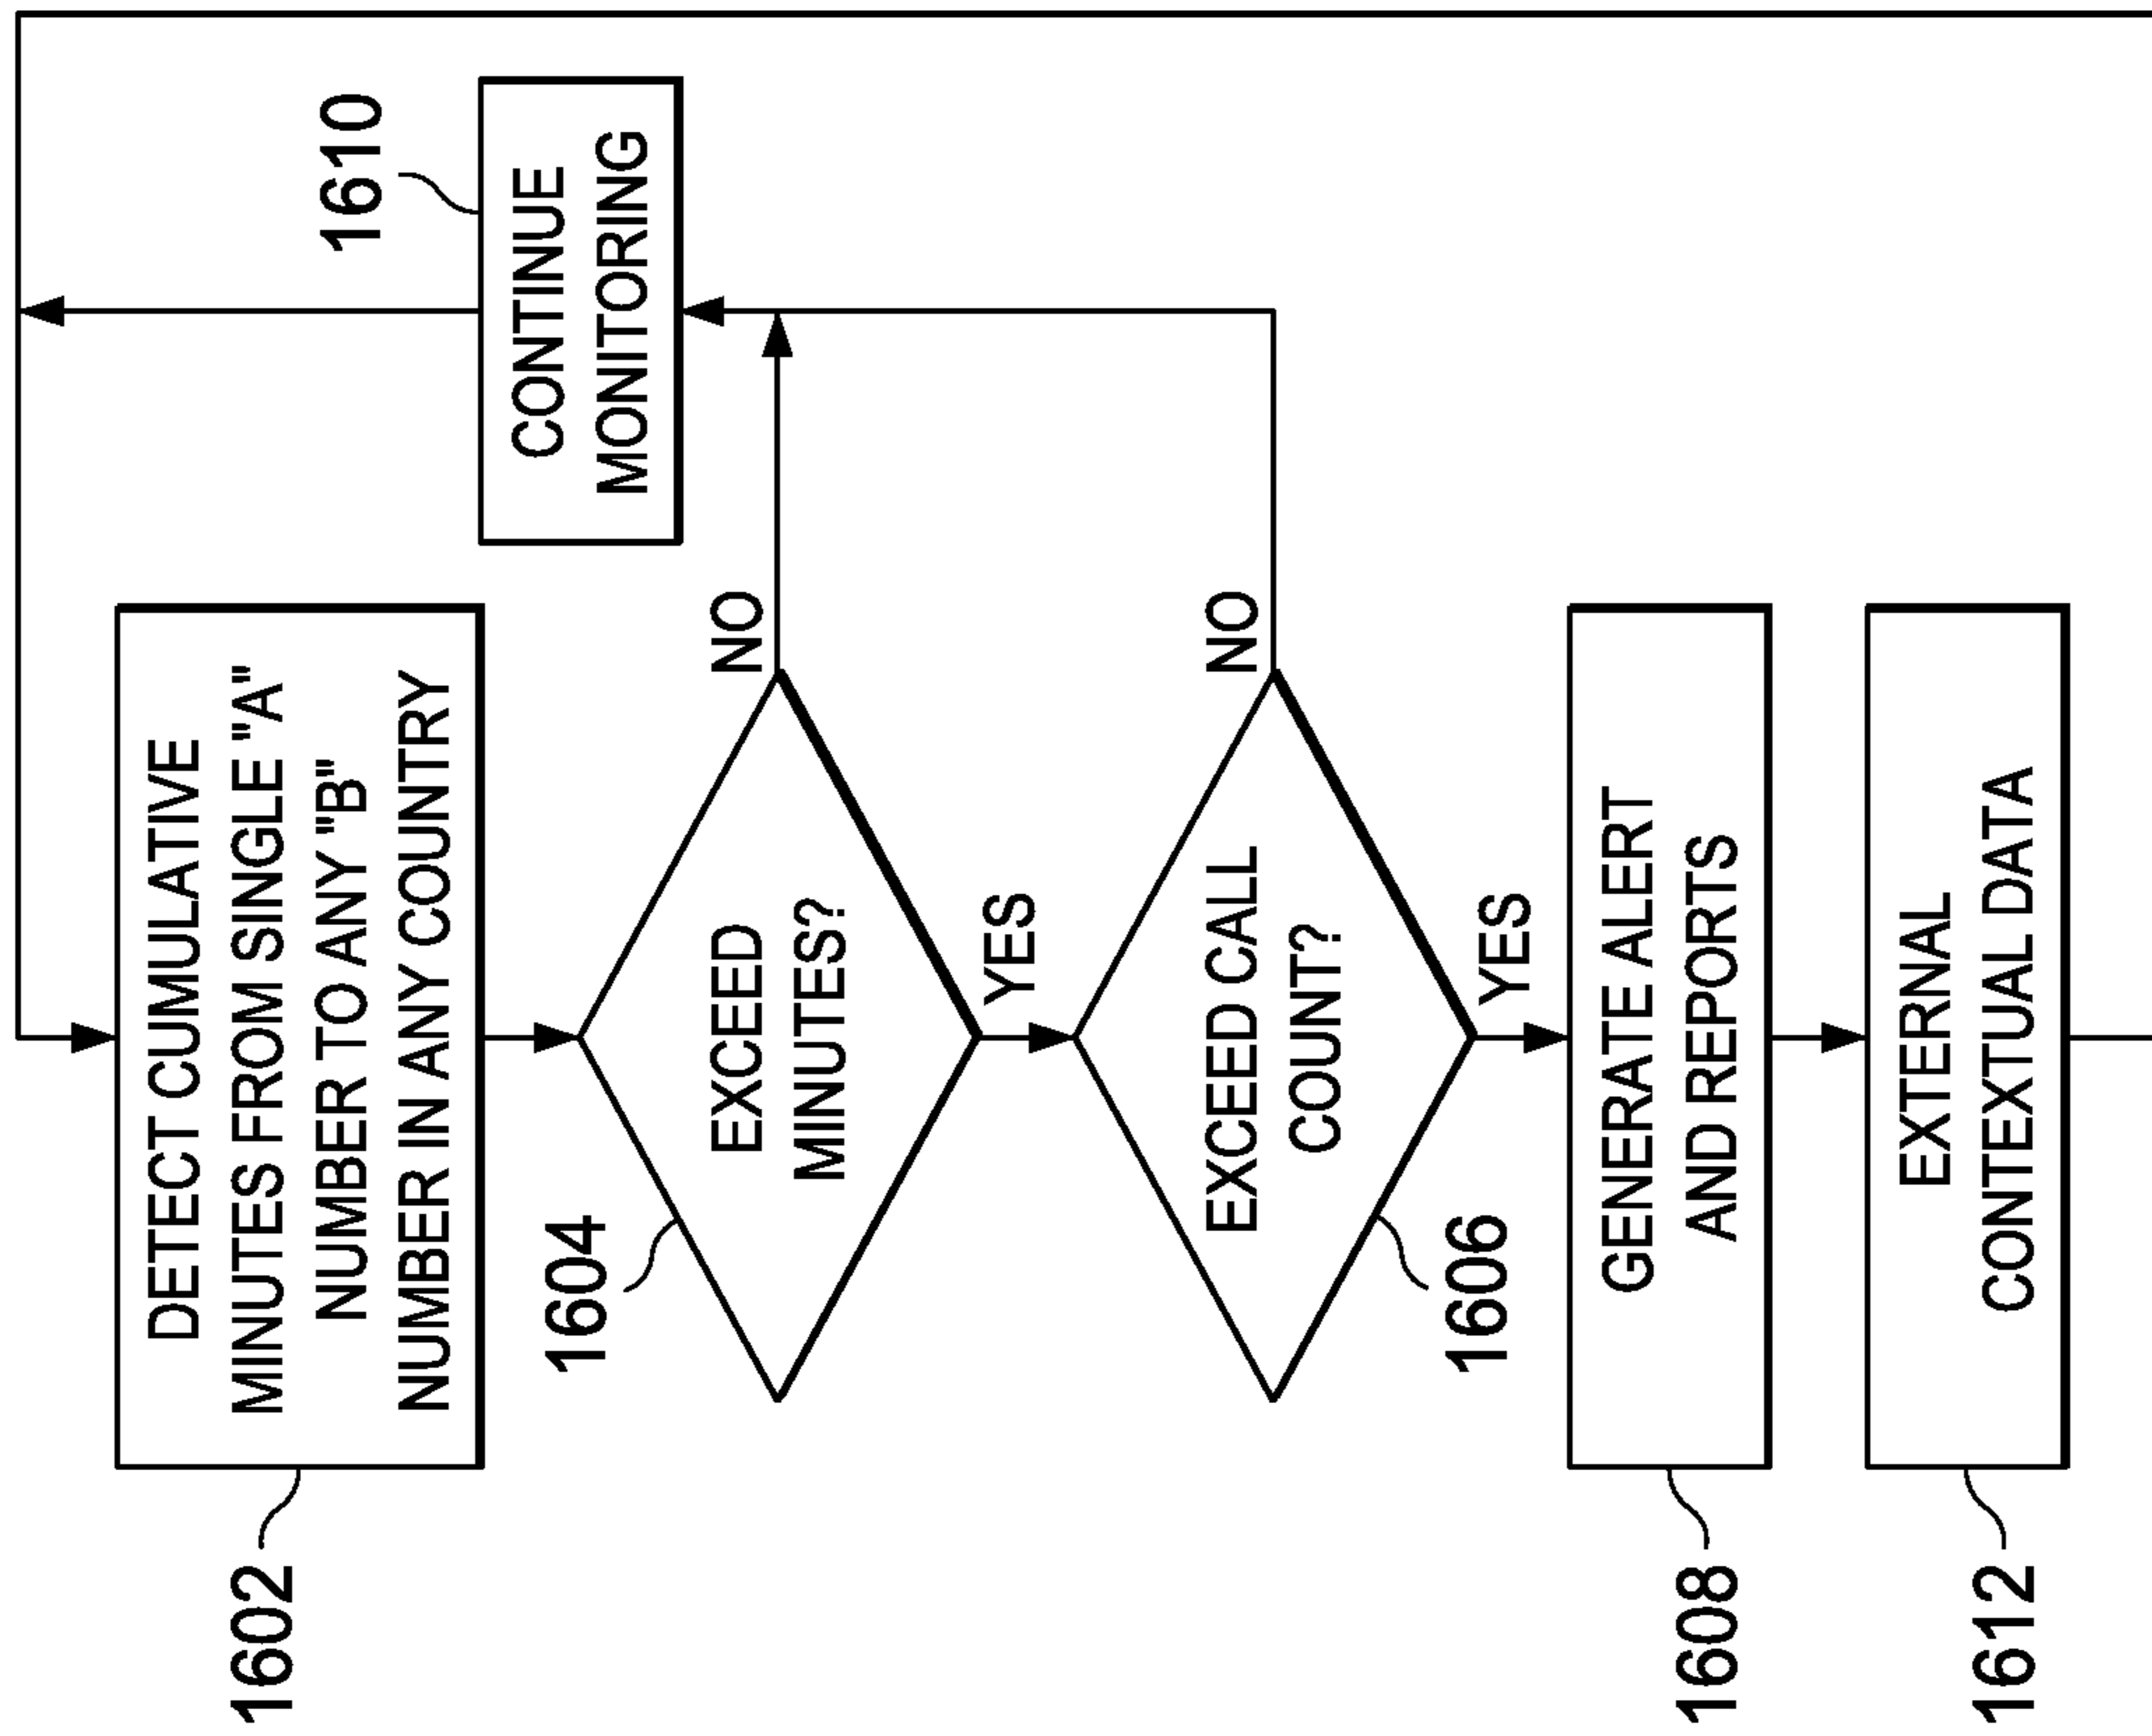 1602
DETECT CUMULATIVE
MINUTES FROM SINGLE "A"
NUMBER TO ANY "B"
NUMBER IN ANY COUNTRY
1610
CONTINUE
MONITORING
1604
EXCEED
MINUTES?
NO
YES
EXCEED CALL
COUNT?
NO
1606
YES
1608
GENERATE ALERT
AND REPORTS
1612
EXTERNAL
CONTEXTUAL DATA